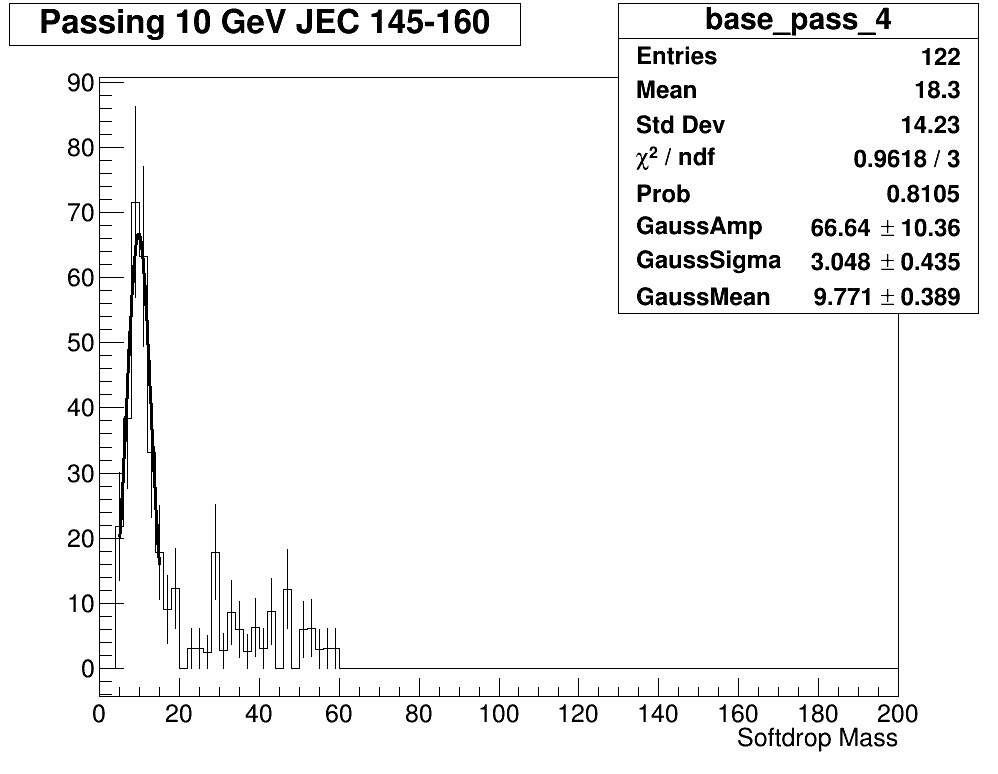 Passing 10 GeV JEC 145-160
base_pass_4
Entries 122
Mean 18.3
Std Dev 14.23
χ² / ndf 0.9618 / 3
Prob 0.8105
GaussAmp 66.64 ± 10.36
GaussSigma 3.048 ± 0.435
GaussMean 9.771 ± 0.389
90
80
70
60
50
40
30
20
10
0
0 20 40 60 80 100 120 140 160 180 200
Softdrop Mass